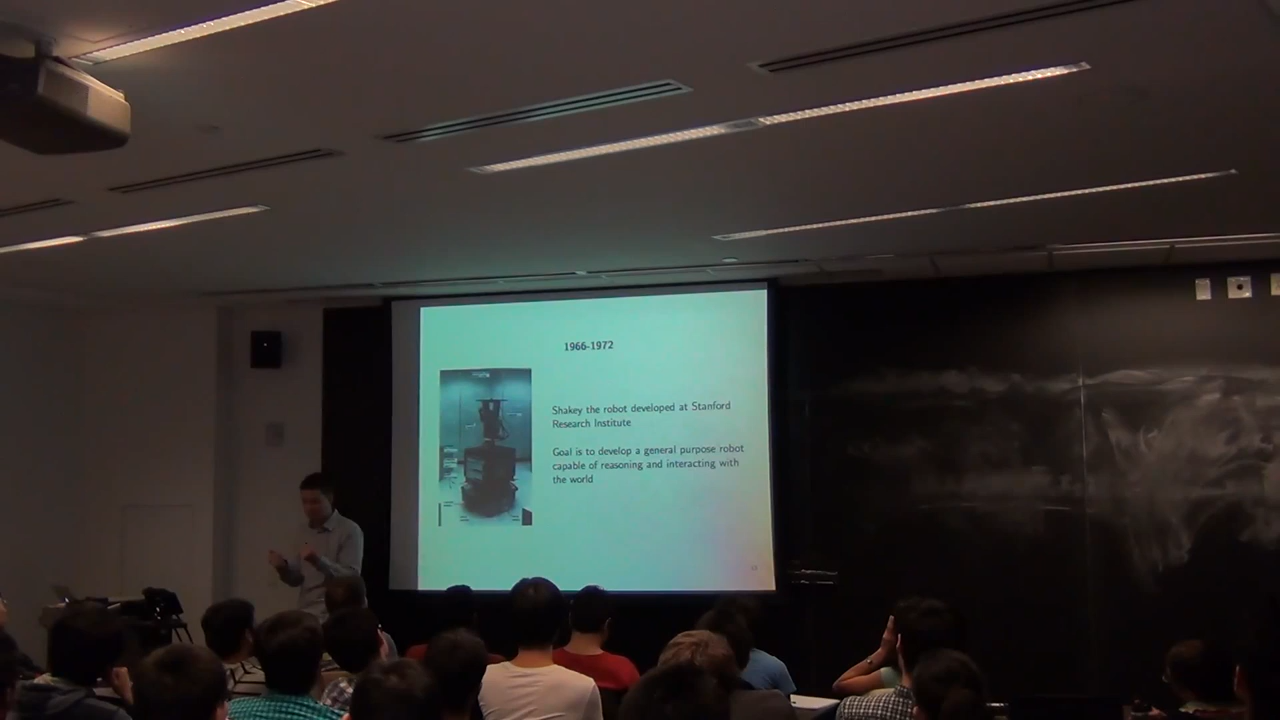 1966-1972
Shakey the robot developed at Stanford
Research Institute
Goal is to develop a general purpose robot
capable of reasoning and interacting with
the world